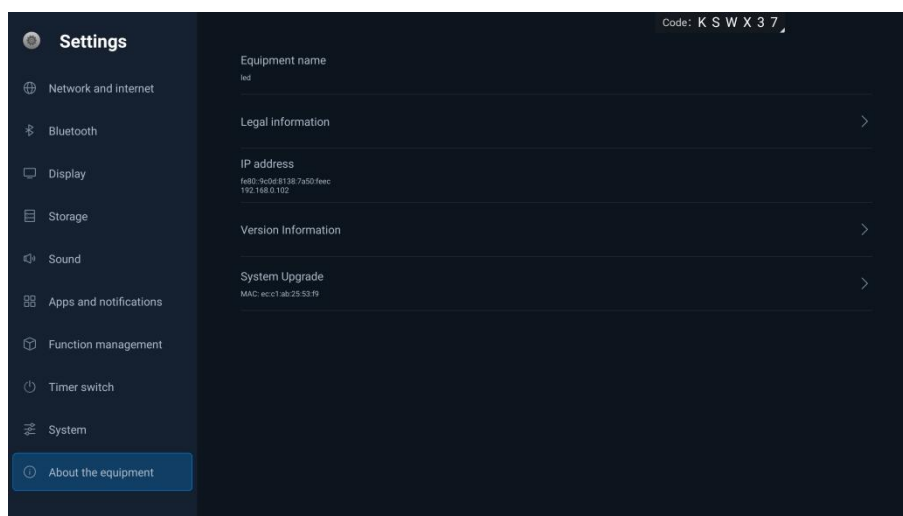 Code: K S W X 3 7
Settings
Network and internet
Bluetooth
Display
Storage
Sound
Apps and notifications
Function management
Timer switch
System
About the equipment
Equipment name
led
Legal information
IP address
fe80::9c0d:8138:7a50:feec
192.168.0.102
Version Information
System Upgrade
MAC: ec:c1:ab:25:53:f9